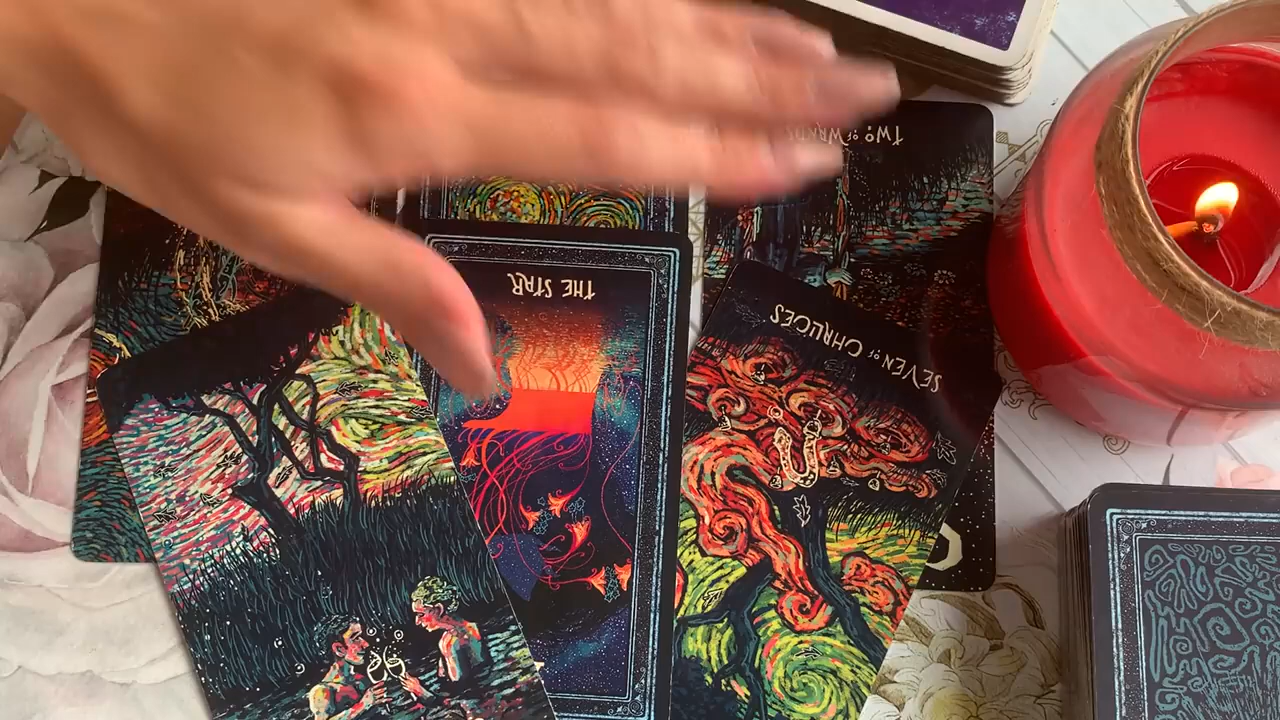 TWO OF WANDS
THE STAR
SEVEN OF CHALICES